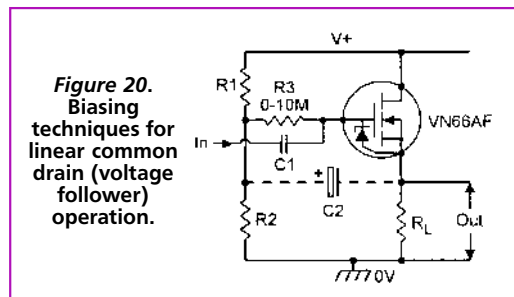 Figure 20.
Biasing
techniques for
linear common
drain (voltage
follower)
operation.
V+
R1
R3
0-10M
VN66AF
In
C1
+
C2
R2
RL
Out
0V